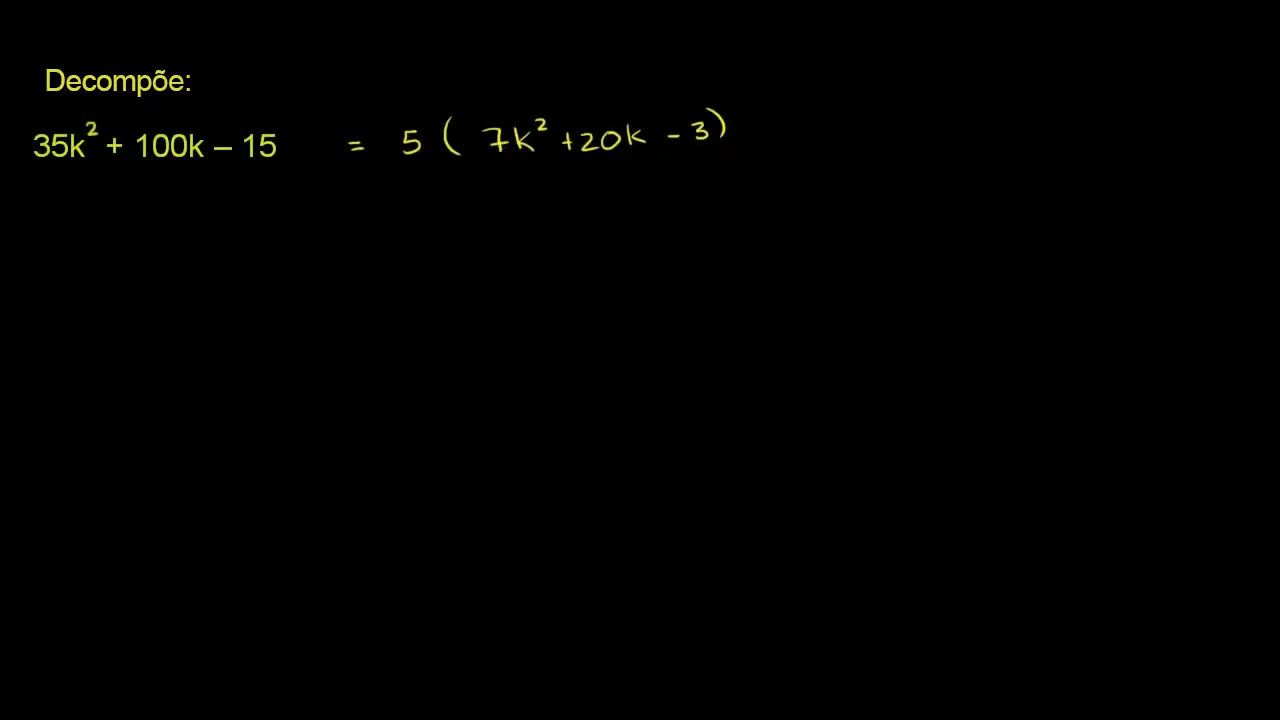 Decompõe:
35k² + 100k – 15 = 5 ( 7k² +20k - 3)